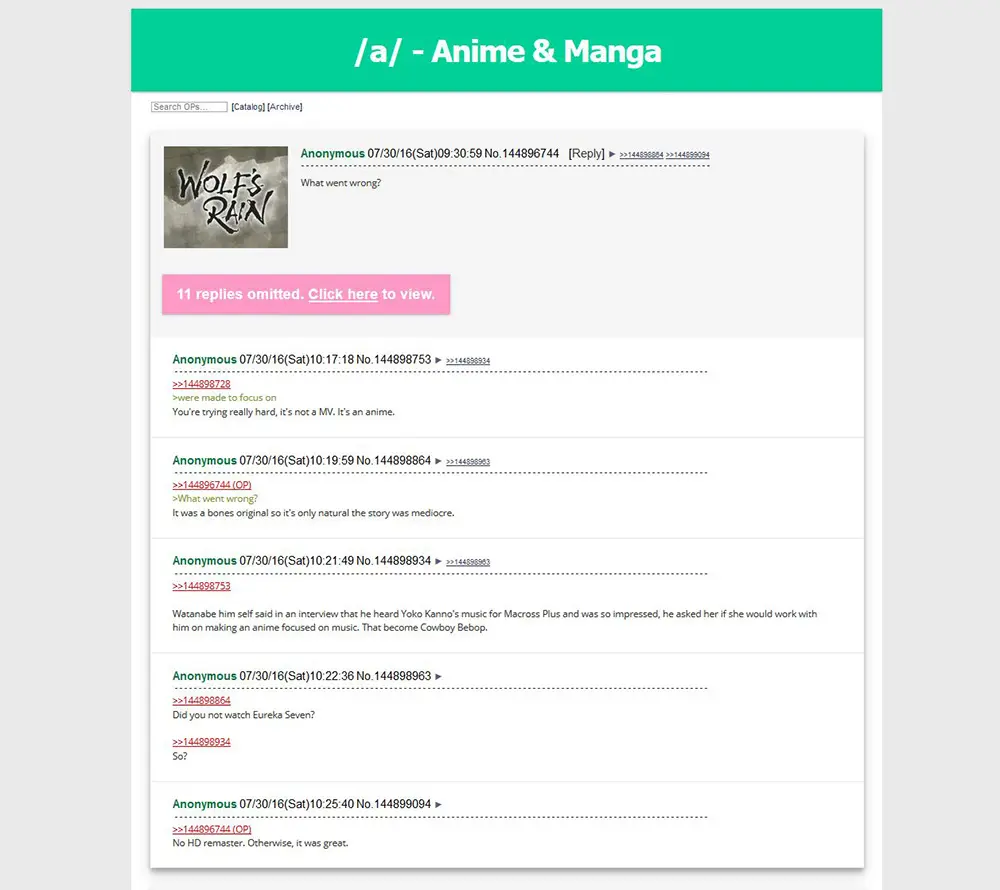 /a/ - Anime & Manga
Search OPs... [Catalog] [Archive]
WOLF'S
RAIN
Anonymous 07/30/16(Sat)09:30:59 No.144896744 [Reply] ► >>144898864 >>144899094
What went wrong?
11 replies omitted. Click here to view.
Anonymous 07/30/16(Sat)10:17:18 No.144898753 ► >>144898934
>>144898728
>were made to focus on
You're trying really hard, it's not a MV. It's an anime.
Anonymous 07/30/16(Sat)10:19:59 No.144898864 ► >>144898963
>>144896744 (OP)
>What went wrong?
It was a bones original so it's only natural the story was mediocre.
Anonymous 07/30/16(Sat)10:21:49 No.144898934 ► >>144898963
>>144898753
Watanabe him self said in an interview that he heard Yoko Kanno's music for Macross Plus and was so impressed, he asked her if she would work with
him on making an anime focused on music. That become Cowboy Bebop.
Anonymous 07/30/16(Sat)10:22:36 No.144898963 ►
>>144898864
Did you not watch Eureka Seven?
>>144898934
So?
Anonymous 07/30/16(Sat)10:25:40 No.144899094 ►
>>144896744 (OP)
No HD remaster. Otherwise, it was great.